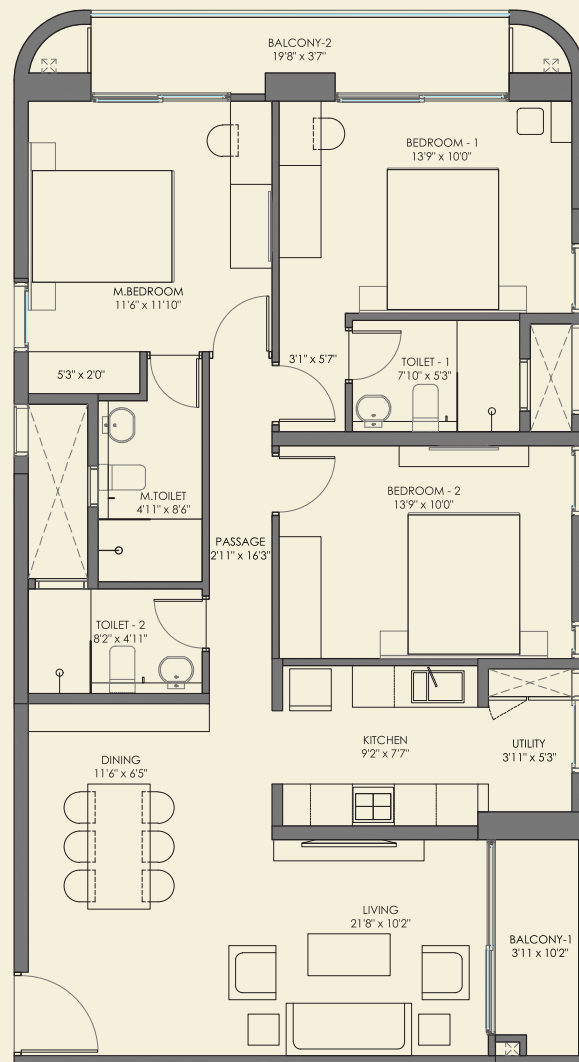 BALCONY-2
19'8" x 3'7"
BEDROOM - 1
13'9" x 10'0"
M.BEDROOM
11'6" x 11'10"
5'3" x 2'0"
3'1" x 5'7"
TOILET - 1
7'10" x 5'3"
M.TOILET
4'11" x 8'6"
BEDROOM - 2
13'9" x 10'0"
PASSAGE
2'11" x 16'3"
TOILET - 2
8'2" x 4'11"
KITCHEN
9'2" x 7'7"
UTILITY
3'11" x 5'3"
DINING
11'6" x 6'5"
LIVING
21'8" x 10'2"
BALCONY-1
3'11 x 10'2"